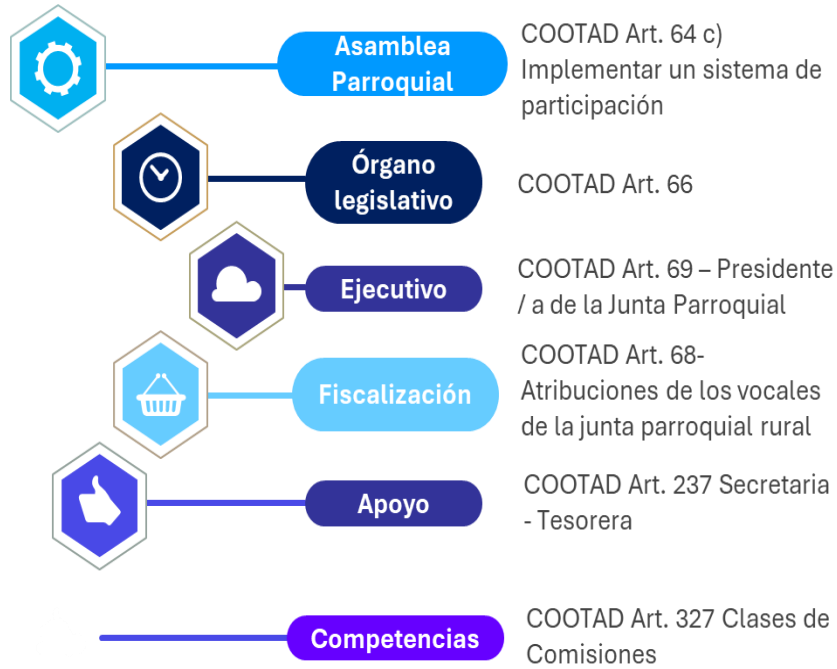 Asamblea
Parroquial
COOTAD Art. 64 c)
Implementar un sistema de
participación
Órgano
legislativo
COOTAD Art. 66
Ejecutivo
COOTAD Art. 69 – Presidente
/ a de la Junta Parroquial
Fiscalización
COOTAD Art. 68-
Atribuciones de los vocales
de la junta parroquial rural
Apoyo
COOTAD Art. 237 Secretaria
- Tesorera
Competencias
COOTAD Art. 327 Clases de
Comisiones